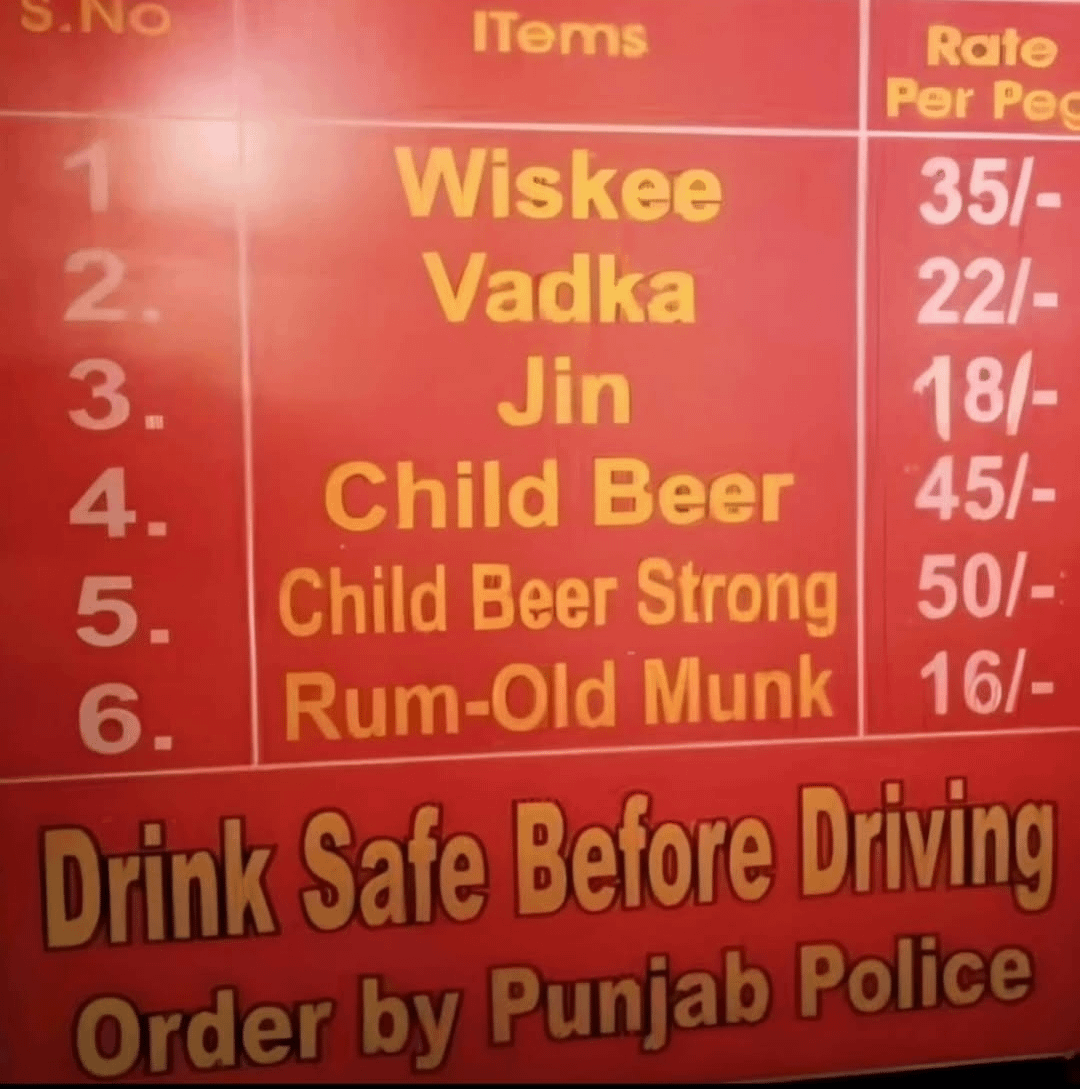 S.No. ITems Rate Per Peg
1 Wiskee 35/-
2. Vadka 22/-
3. Jin 18/-
4. Child Beer 45/-
5. Child Beer Strong 50/-
6. Rum-Old Munk 16/-
Drink Safe Before Driving
Order by Punjab Police